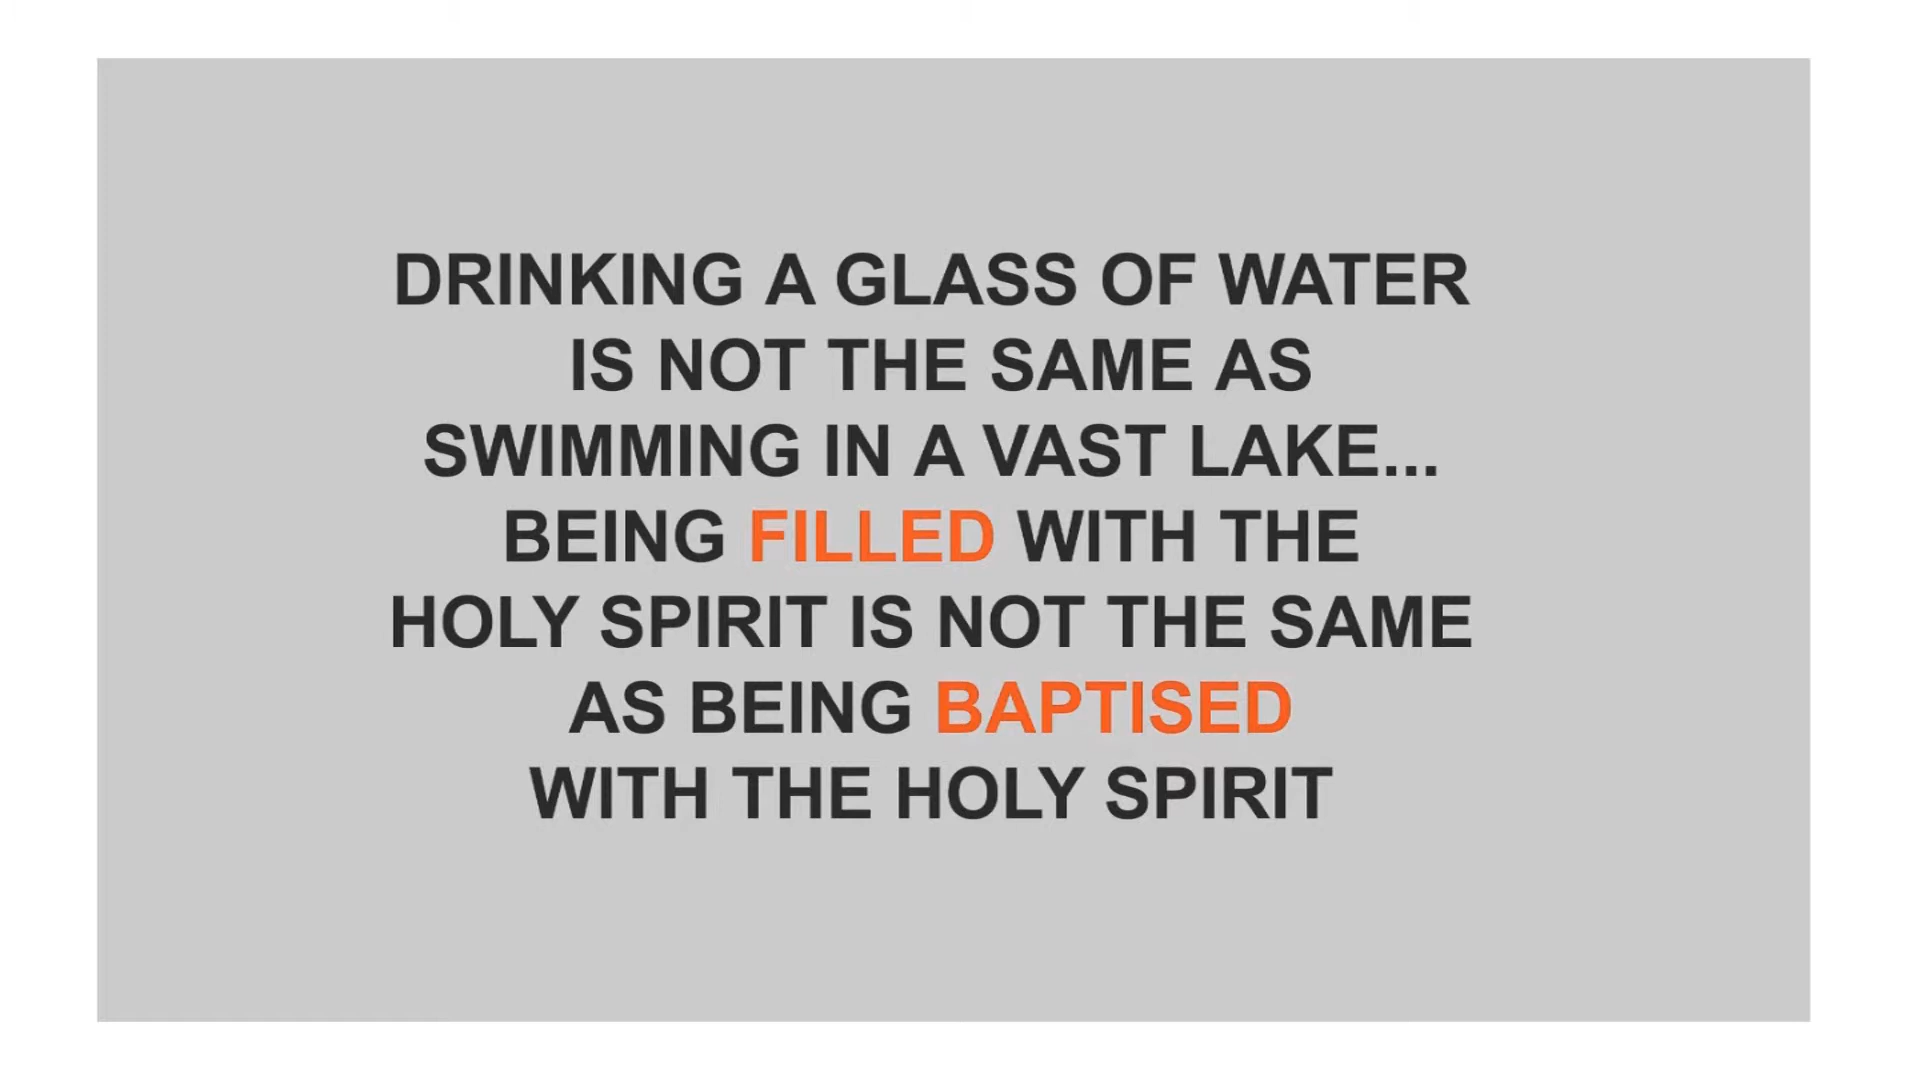 DRINKING A GLASS OF WATER
IS NOT THE SAME AS
SWIMMING IN A VAST LAKE...
BEING FILLED WITH THE
HOLY SPIRIT IS NOT THE SAME
AS BEING BAPTISED
WITH THE HOLY SPIRIT